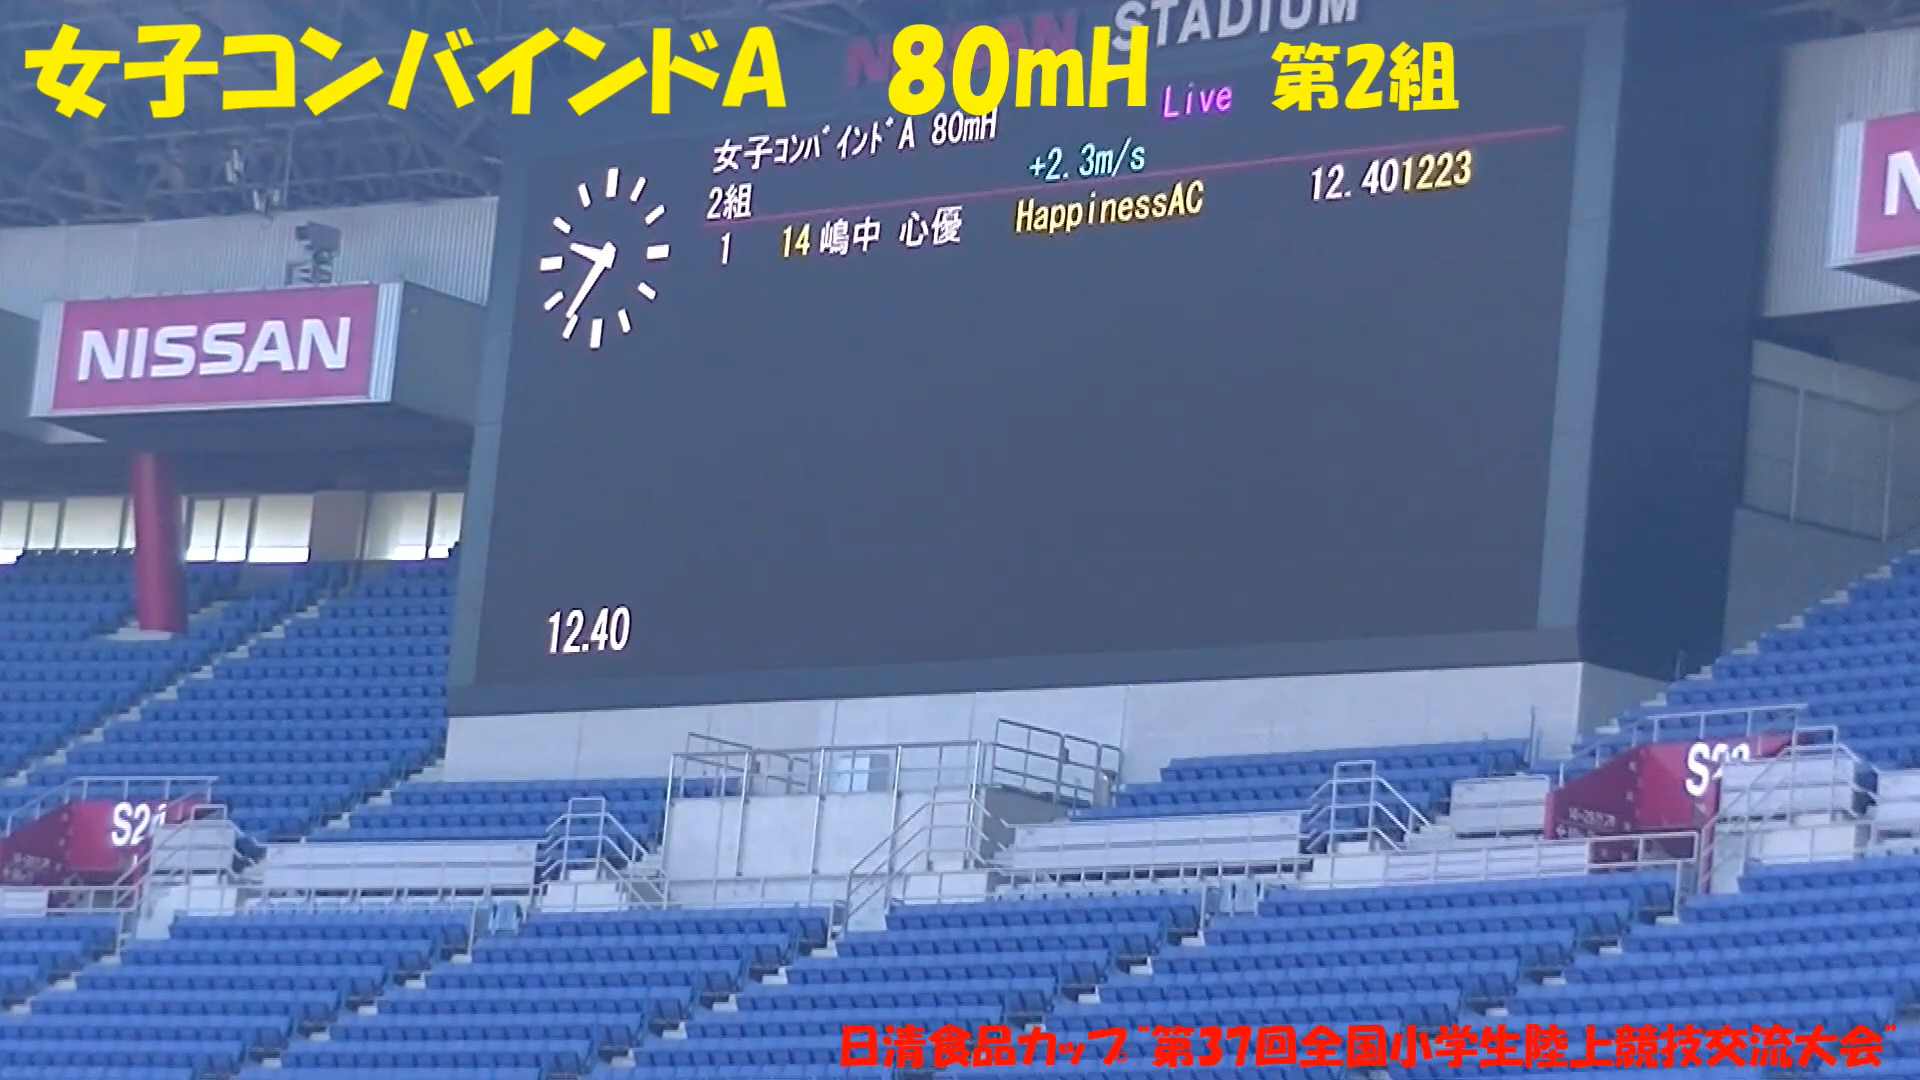 女子コンバインドA 80mH 第2組
NISSAN STADIUM
Live
女子コンバインドA 80mH
2組 +2.3m/s
1 14 嶋中 心優 HappinessAC 12.401223
NISSAN
12.40
日清食品カップ"第37回全国小学生陸上競技交流大会"